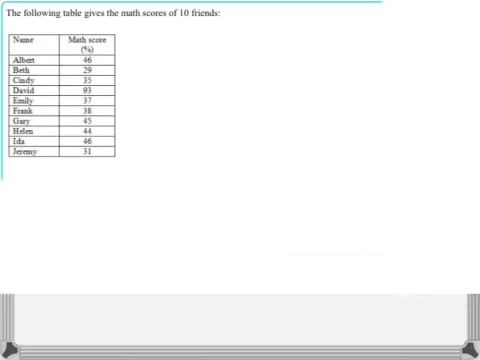 The following table gives the math scores of 10 friends:
Name Math score
(%)
Albert 46
Beth 29
Cindy 35
David 93
Emily 37
Frank 38
Gary 45
Helen 44
Ida 46
Jeremy 31